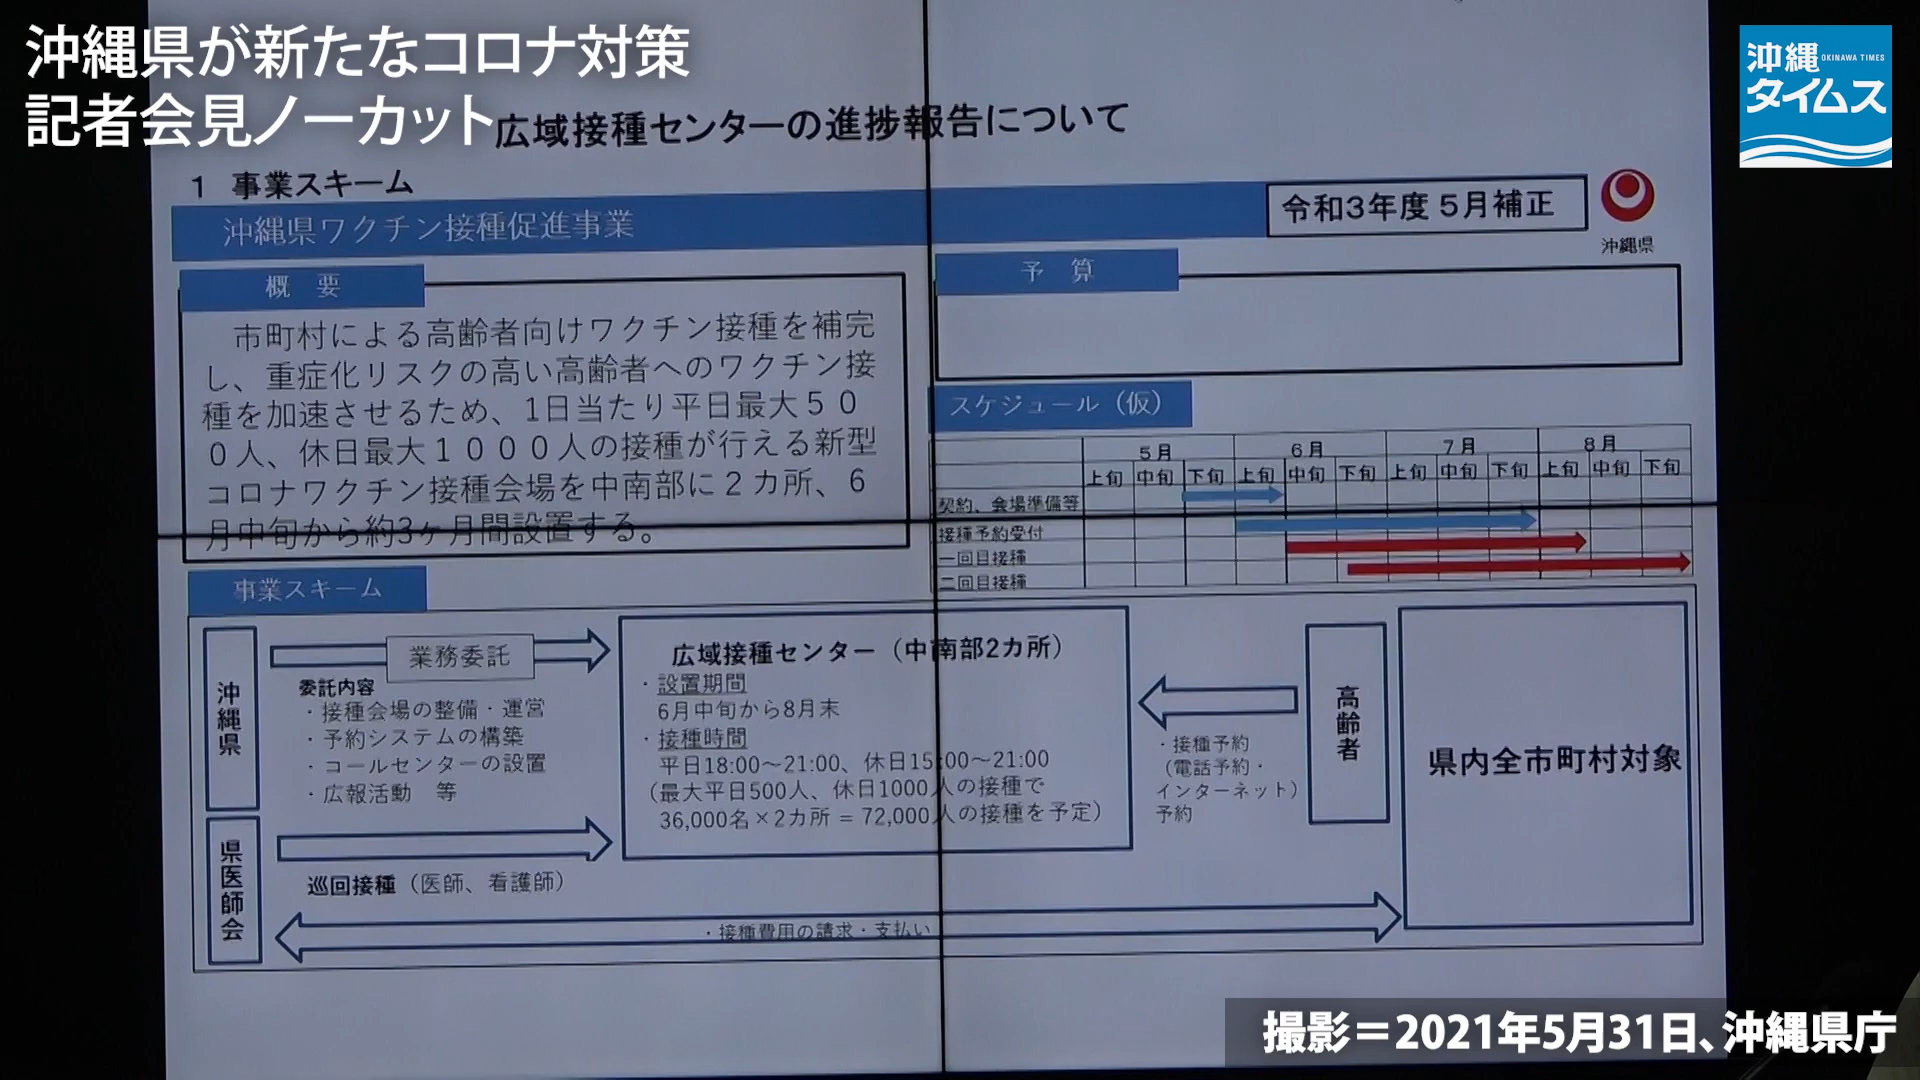 沖縄県が新たなコロナ対策
記者会見ノーカット
沖縄
OKINAWA TIMES
タイムス
広域接種センターの進捗報告について
1 事業スキーム
沖縄県ワクチン接種促進事業
令和3年度5月補正
沖縄県
概 要
市町村による高齢者向けワクチン接種を補完
し、重症化リスクの高い高齢者へのワクチン接
種を加速させるため、1日当たり平日最大５０
０人、休日最大１０００人の接種が行える新型
コロナワクチン接種会場を中南部に２カ所、６
月中旬から約3ヶ月間設置する。
予 算
スケジュール（仮）
5月 6月 7月 8月
上旬 中旬 下旬 上旬 中旬 下旬 上旬 中旬 下旬 上旬 中旬 下旬
契約、会場準備等
接種予約受付
一回目接種
二回目接種
事業スキーム
沖縄県
業務委託
委託内容
・接種会場の整備・運営
・予約システムの構築
・コールセンターの設置
・広報活動 等
県医師会
巡回接種（医師、看護師）
広域接種センター（中南部2カ所）
・設置期間
6月中旬から8月末
・接種時間
平日18:00～21:00、休日15:00～21:00
（最大平日500人、休日1000人の接種で
36,000名×2カ所 = 72,000人の接種を予定）
・接種予約
（電話予約・
インターネット）
予約
高齢者
県内全市町村対象
・接種費用の請求・支払い
撮影＝2021年5月31日、沖縄県庁